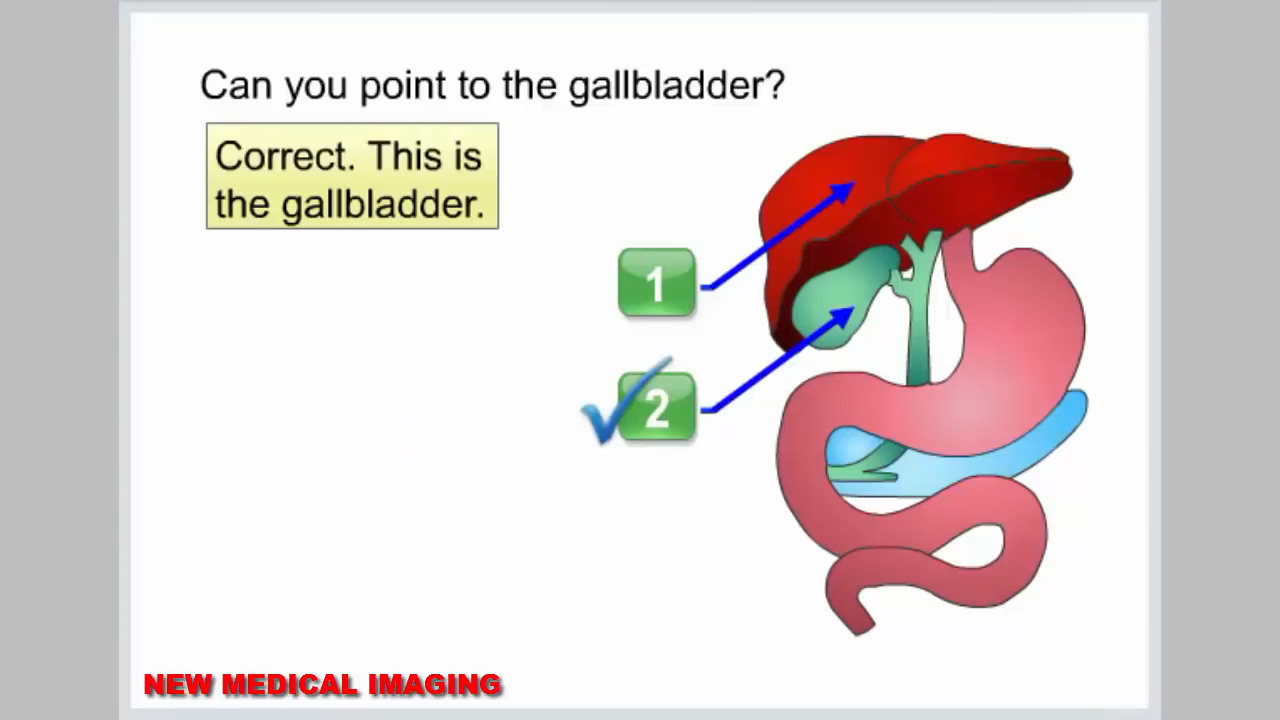 Can you point to the gallbladder?
Correct. This is
the gallbladder.
1
2
NEW MEDICAL IMAGING